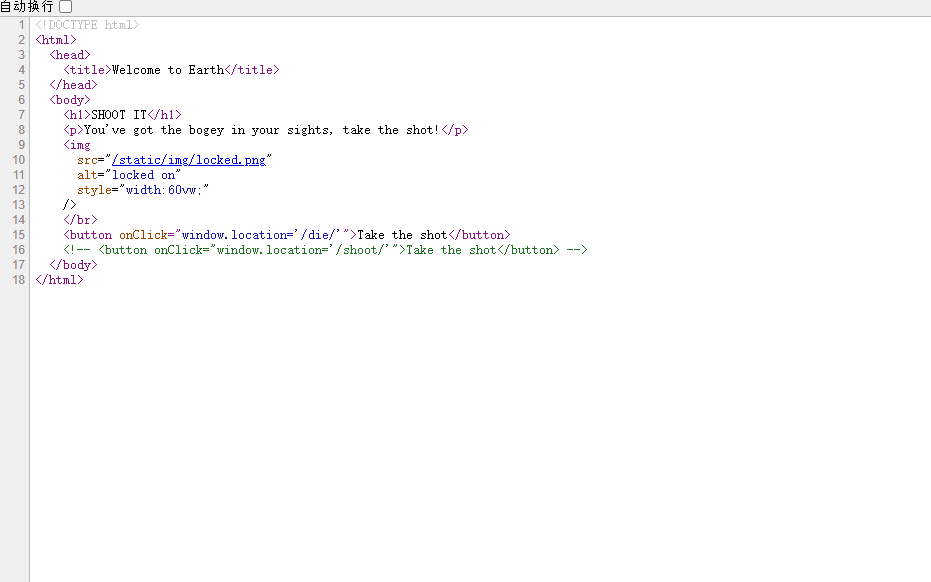 自动换行
1 <!DOCTYPE html>
2 <html>
3 <head>
4 <title>Welcome to Earth</title>
5 </head>
6 <body>
7 <h1>SHOOT IT</h1>
8 <p>You've got the bogey in your sights, take the shot!</p>
9 <img
10 src="/static/img/locked.png"
11 alt="locked on"
12 style="width:60vw;"
13 />
14 </br>
15 <button onClick="window.location='/die/'">Take the shot</button>
16 <!-- <button onClick="window.location='/shoot/'">Take the shot</button> -->
17 </body>
18 </html>